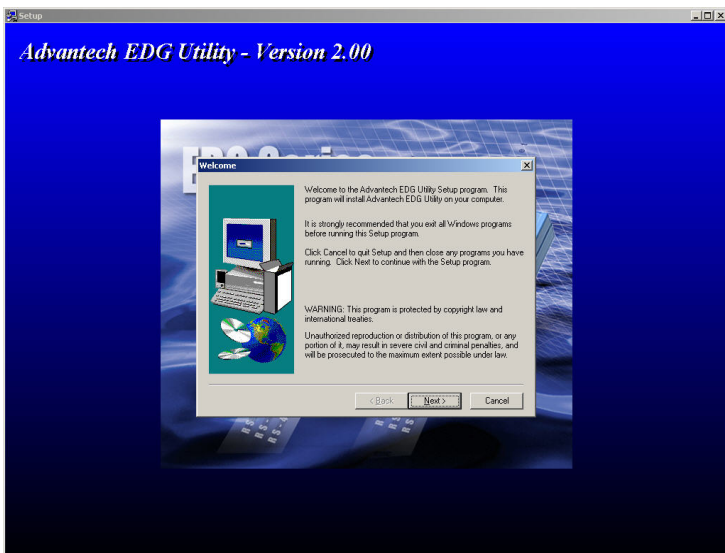 Setup
Advantech EDG Utility - Version 2.00
Welcome
Welcome to the Advantech EDG Utility Setup program. This
program will install Advantech EDG Utility on your computer.
It is strongly recommended that you exit all Windows programs
before running this Setup program.
Click Cancel to quit Setup and then close any programs you have
running. Click Next to continue with the Setup program.
WARNING: This program is protected by copyright law and
international treaties.
Unauthorized reproduction or distribution of this program, or any
portion of it, may result in severe civil and criminal penalties, and
will be prosecuted to the maximum extent possible under law.
< Back
Next >
Cancel